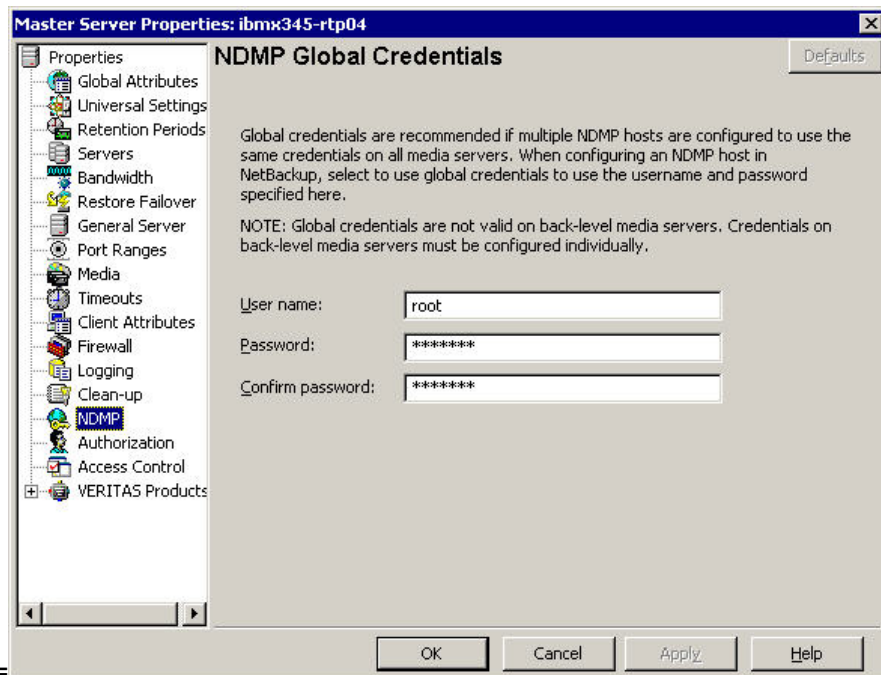 Master Server Properties: ibmx345-rtp04
Properties
Global Attributes
Universal Settings
Retention Periods
Servers
Bandwidth
Restore Failover
General Server
Port Ranges
Media
Timeouts
Client Attributes
Firewall
Logging
Clean-up
NDMP
Authorization
Access Control
VERITAS Products
NDMP Global Credentials
Defaults
Global credentials are recommended if multiple NDMP hosts are configured to use the
same credentials on all media servers. When configuring an NDMP host in
NetBackup, select to use global credentials to use the username and password
specified here.
NOTE: Global credentials are not valid on back-level media servers. Credentials on
back-level media servers must be configured individually.
User name:
root
Password:
*******
Confirm password:
*******
OK
Cancel
Apply
Help